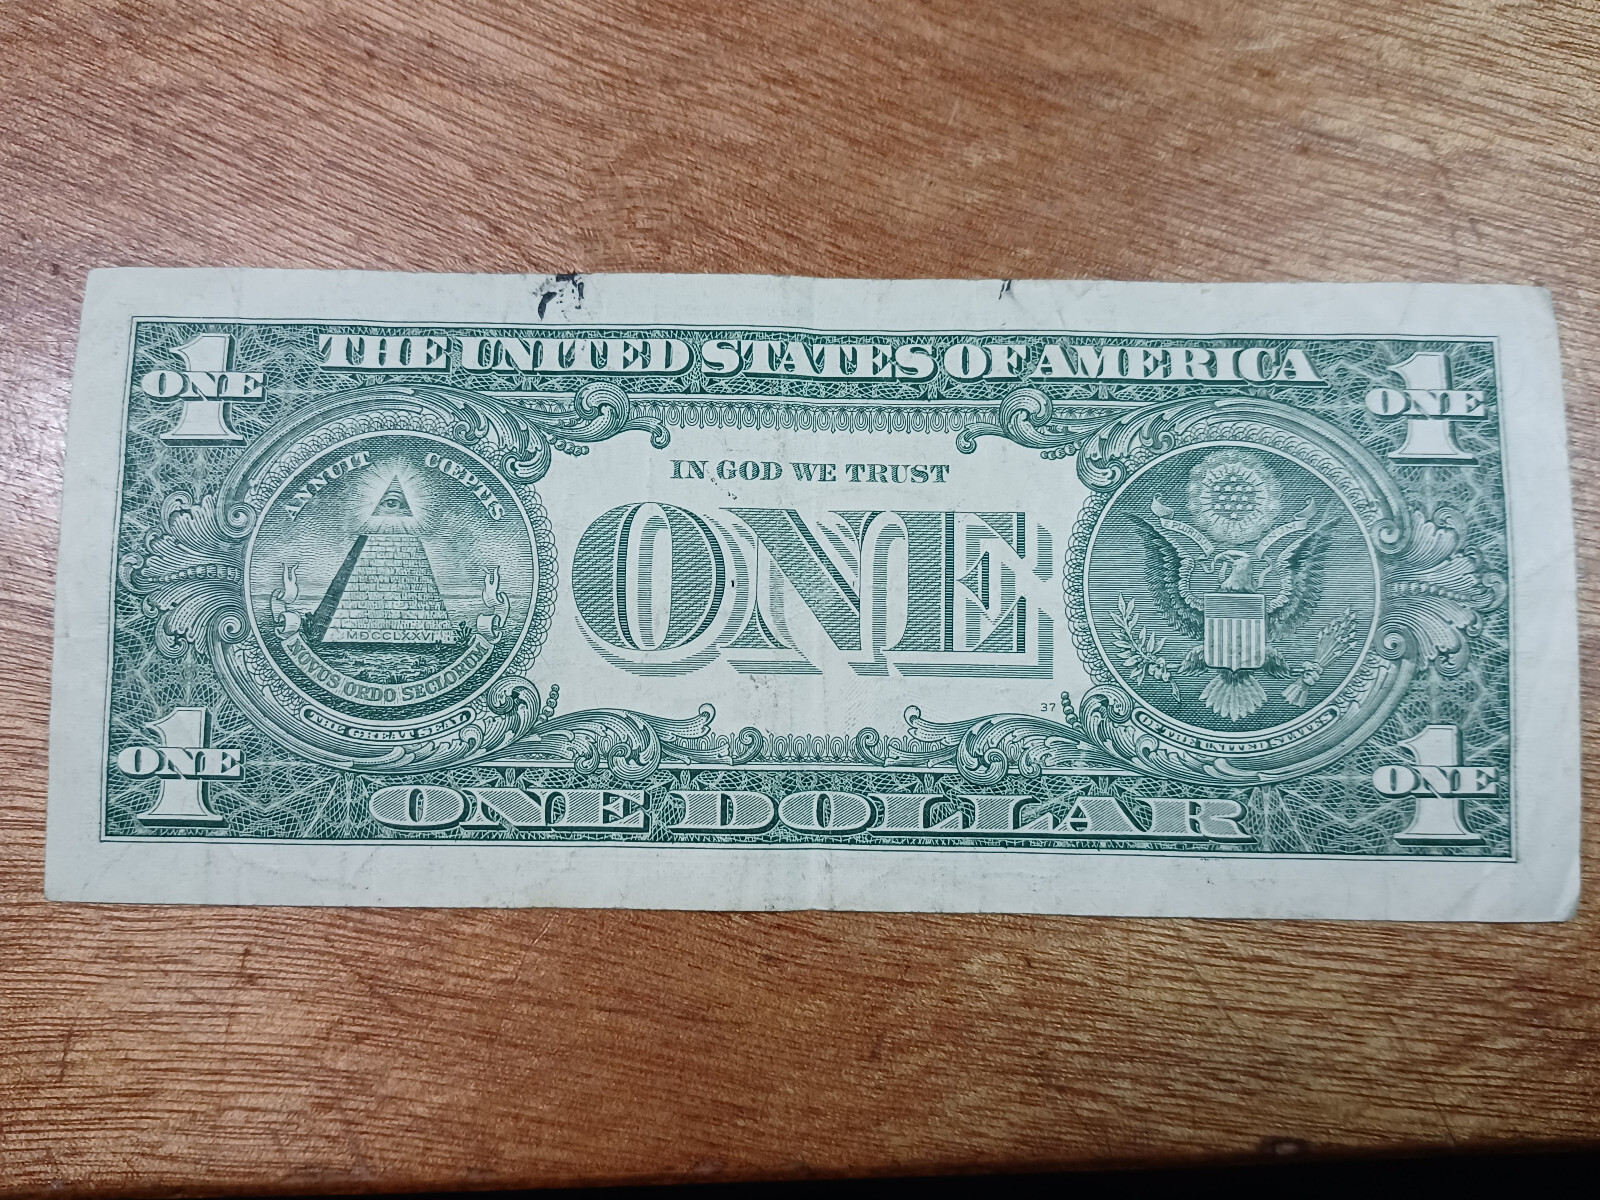 1 ONE
THE UNITED STATES OF AMERICA
1 ONE
ANNUIT CŒPTIS
IN GOD WE TRUST
ONE
MDCCLXXVI
NOVUS ORDO SECLORUM
THE GREAT SEAL
37
OF THE UNITED STATES
1 ONE
ONE DOLLAR
1 ONE